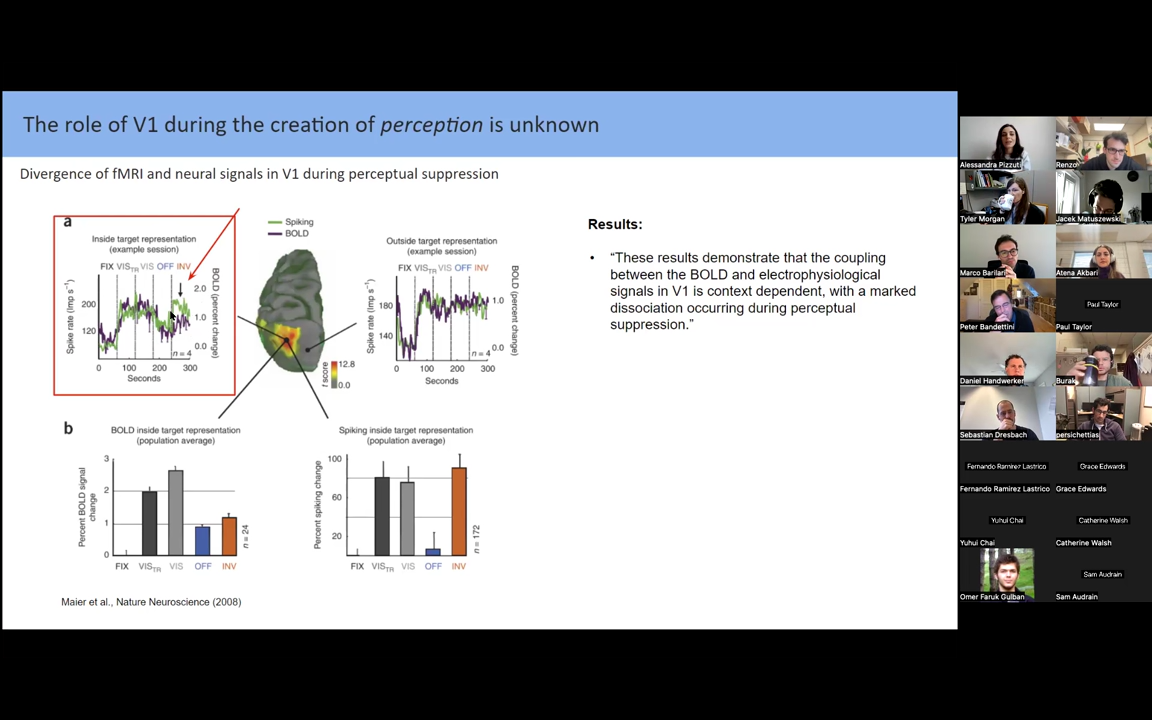 The role of V1 during the creation of perception is unknown
Divergence of fMRI and neural signals in V1 during perceptual suppression
a
Inside target representation
(example session)
FIX VISTR VIS OFF INV
Spike rate (Imp s⁻¹)
200
120
BOLD (percent change)
2.0
1.0
0.0
n = 4
0 100 200 300
Seconds
Spiking
BOLD
t score
12.8
0.0
Outside target representation
(example session)
FIX VISTR VIS OFF INV
Spike rate (Imp s⁻¹)
180
140
BOLD (percent change)
1.0
0.0
n = 4
0 100 200 300
Seconds
Results:
• “These results demonstrate that the coupling
between the BOLD and electrophysiological
signals in V1 is context dependent, with a marked
dissociation occurring during perceptual
suppression.”
b
BOLD inside target representation
(population average)
Percent BOLD signal
change
3
2
1
0
n = 24
FIX VISTR VIS OFF INV
Spiking inside target representation
(population average)
Percent spiking change
100
60
20
n = 172
FIX VISTR VIS OFF INV
Maier et al., Nature Neuroscience (2008)
Alessandra Pizzuti
Renzo
Tyler Morgan
Jacek Matuszewski
Marco Barilari
Atena Akbari
Peter Bandettini
Paul Taylor
Paul Taylor
Daniel Handwerker
Burak
Sebastian Dresbach
persichettias
Fernando Ramirez Lastrico
Grace Edwards
Fernando Ramirez Lastrico
Grace Edwards
Yuhui Chai
Catherine Walsh
Yuhui Chai
Catherine Walsh
Sam Audrain
Omer Faruk Gulban
Sam Audrain